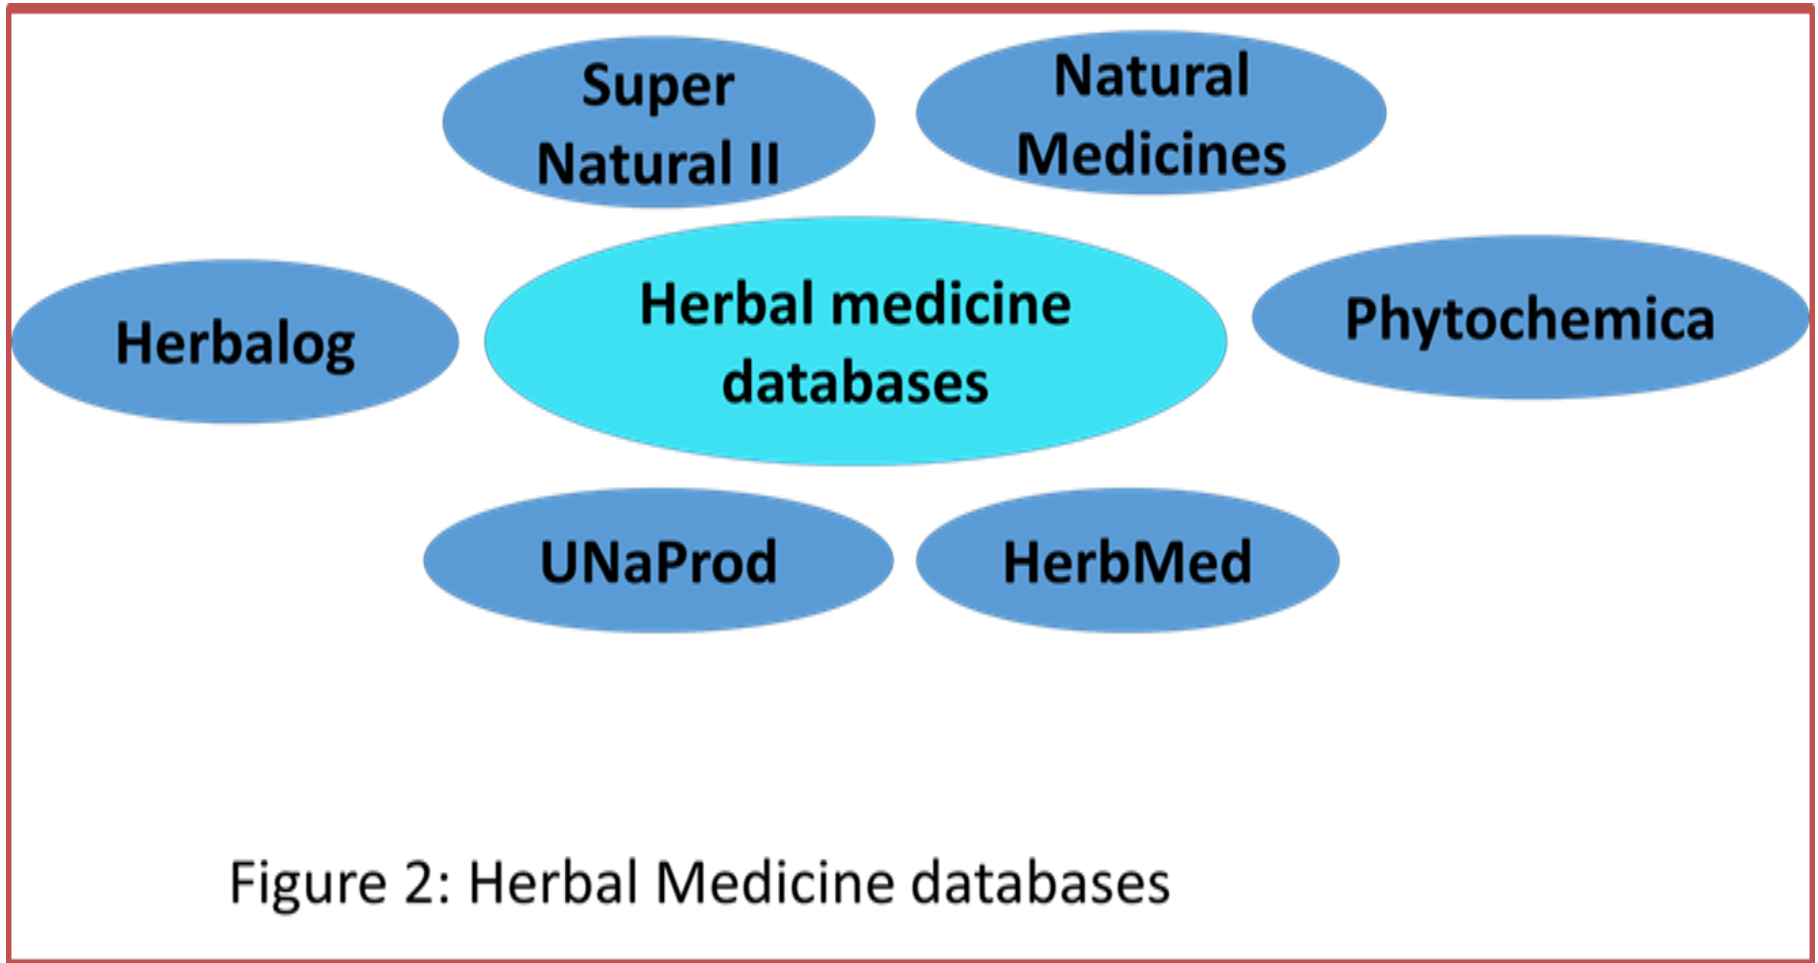 Super
Natural II
Natural
Medicines
Herbalog
Herbal medicine
databases
Phytochemica
UNaProd
HerbMed
Figure 2: Herbal Medicine databases